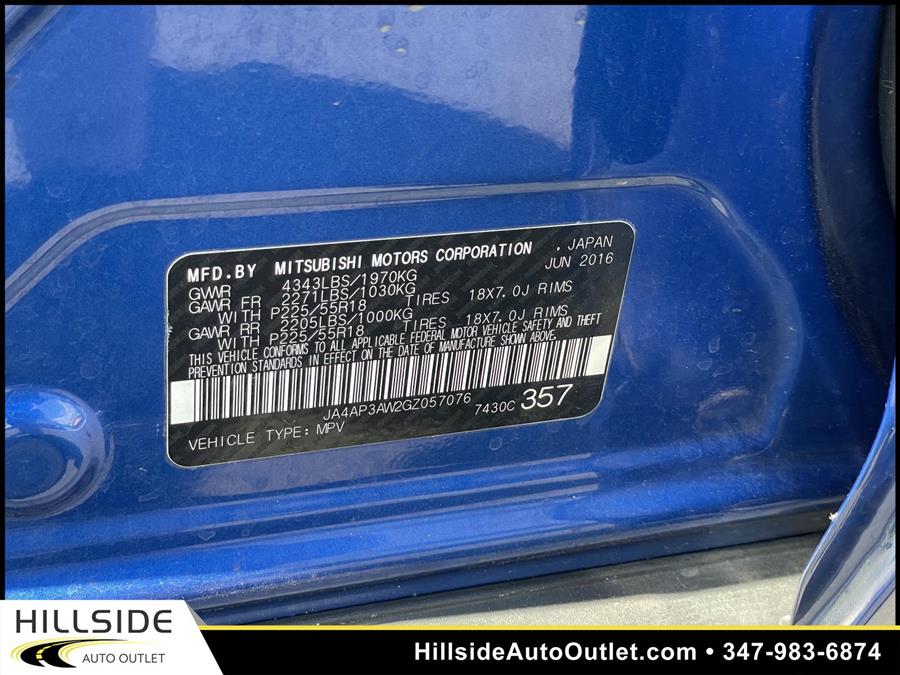 MFD.BY MITSUBISHI MOTORS CORPORATION . JAPAN
JUN 2016
GWR 4343LBS/1970KG
GAWR FR 2271LBS/1030KG
WITH P225/55R18 TIRES 18X7.0J RIMS
GAWR RR 2205LBS/1000KG
WITH P225/55R18 TIRES 18X7.0J RIMS
THIS VEHICLE CONFORMS TO ALL APPLICABLE FEDERAL MOTOR VEHICLE SAFETY AND THEFT
PREVENTION STANDARDS IN EFFECT ON THE DATE OF MANUFACTURE SHOWN ABOVE.
JA4AP3AW2GZ057076 7430C 357
VEHICLE TYPE:MPV
HILLSIDE
AUTO OUTLET
HillsideAutoOutlet.com • 347-983-6874